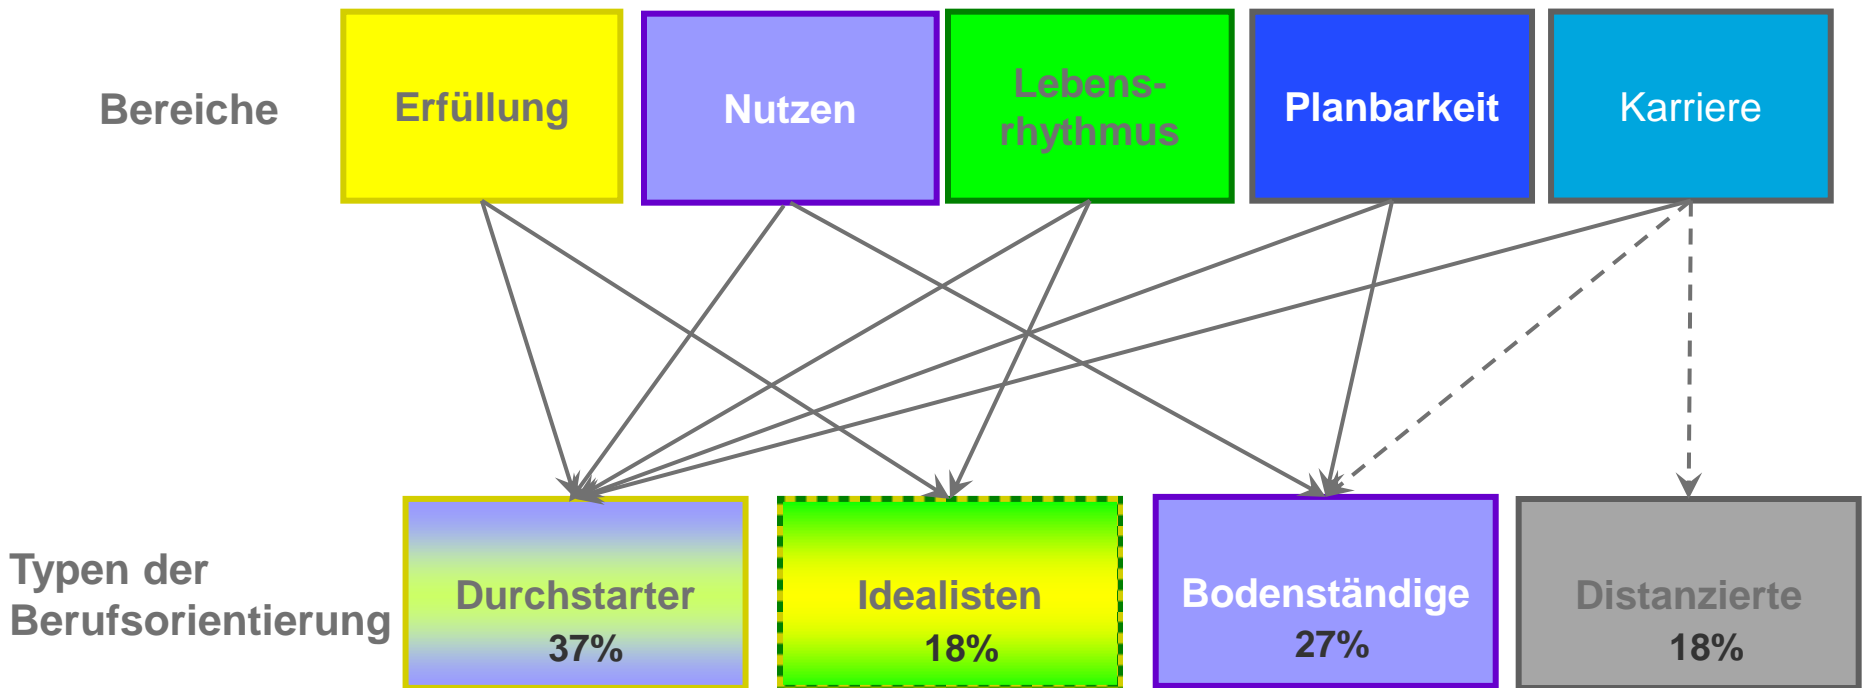 Bereiche
Erfüllung
Nutzen
Lebens-
rhythmus
Planbarkeit
Karriere
Typen der
Berufsorientierung
Durchstarter
37%
Idealisten
18%
Bodenständige
27%
Distanzierte
18%